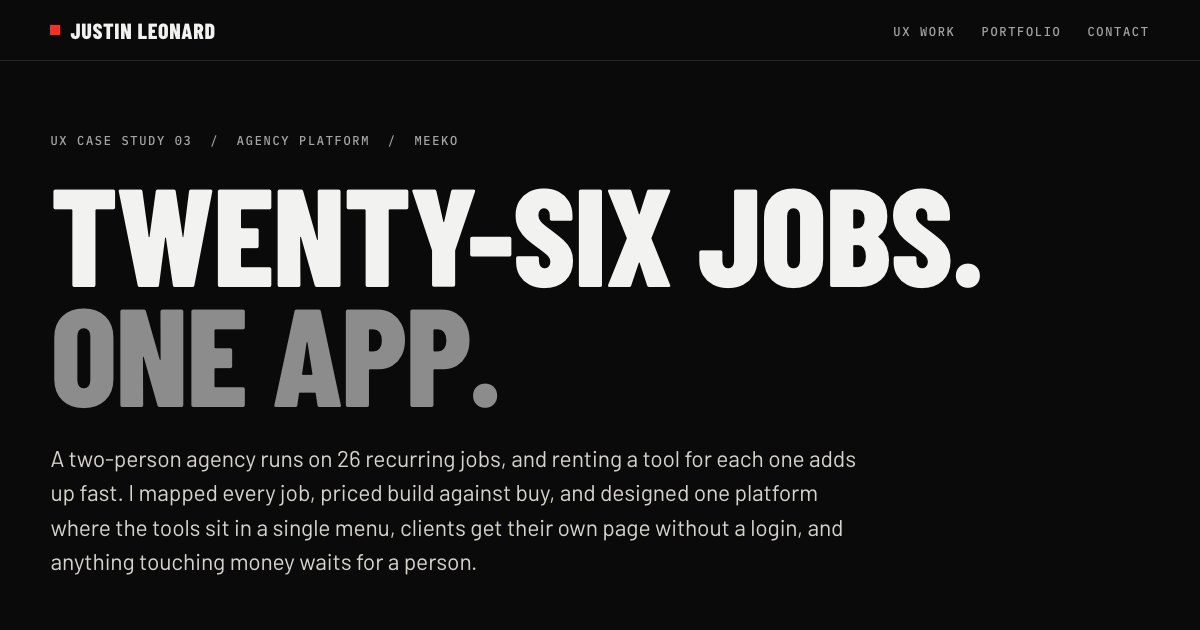 JUSTIN LEONARD
UX WORK PORTFOLIO CONTACT
UX CASE STUDY 03 / AGENCY PLATFORM / MEEKO
TWENTY-SIX JOBS.
ONE APP.
A two-person agency runs on 26 recurring jobs, and renting a tool for each one adds
up fast. I mapped every job, priced build against buy, and designed one platform
where the tools sit in a single menu, clients get their own page without a login, and
anything touching money waits for a person.